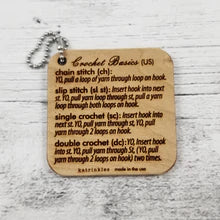 Crochet Basics (US)
chain stitch (ch):
YO, pull a loop of yarn through loop on hook.
slip stitch (sl st): Insert hook into next
st, YO, pull yarn loop through st, pull a yarn
loop through both loops on hook.
single crochet (sc): Insert hook into
next st. YO, pull yarn through st, (YO, pull
yarn through 2 loops on hook)
double crochet (dc): YO, Insert hook
into next st. YO, pull yarn through st, (YO,
pull yarn through 2 loops on hook) two times.
katrinkles made in the usa